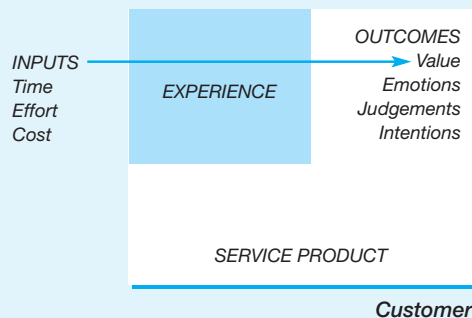 INPUTS
Time
Effort
Cost
EXPERIENCE
OUTCOMES
Value
Emotions
Judgements
Intentions
SERVICE PRODUCT
Customer